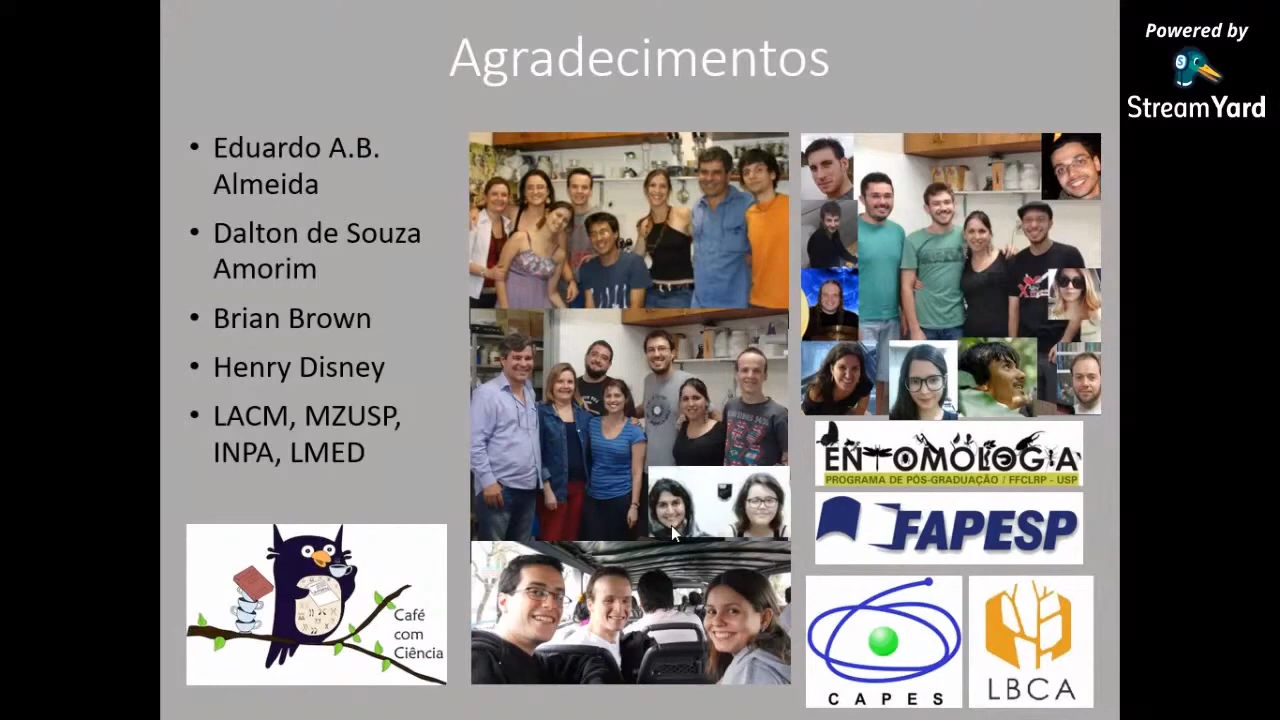 Agradecimentos
Powered by
StreamYard
• Eduardo A.B.
Almeida
• Dalton de Souza
Amorim
• Brian Brown
• Henry Disney
• LACM, MZUSP,
INPA, LMED
Café
com
Ciência
ENTOMOLOGIA
PROGRAMA DE PÓS-GRADUAÇÃO / FFCLRP - USP
FAPESP
CAPES
LBCA